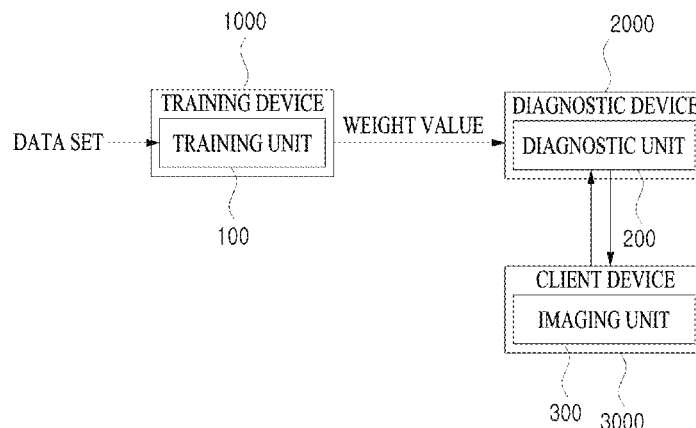 1000
2000
TRAINING DEVICE
DIAGNOSTIC DEVICE
DATA SET
TRAINING UNIT
WEIGHT VALUE
DIAGNOSTIC UNIT
100
200
CLIENT DEVICE
IMAGING UNIT
300
3000